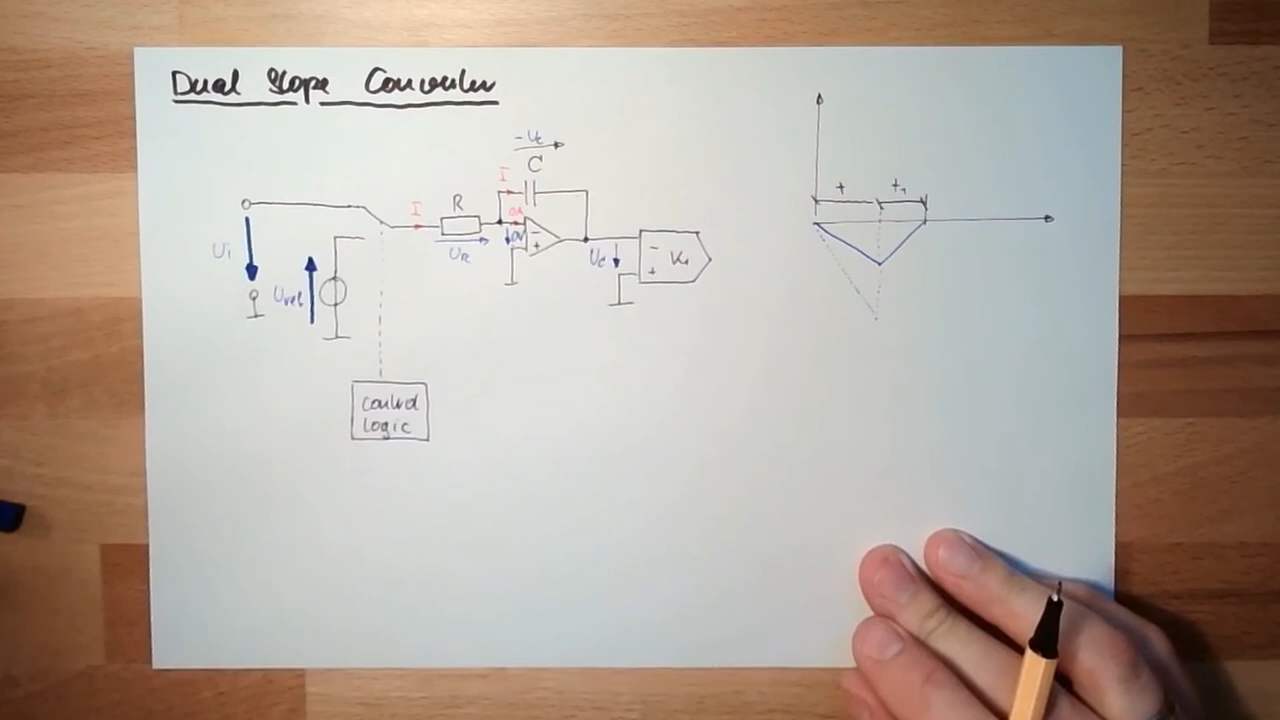 Dual Slope Converter
-Uc
C
I
I
R
0A
0V
-
+
UR
Ui
Uref
Uc
-
+
K1
t
t1
control
logic